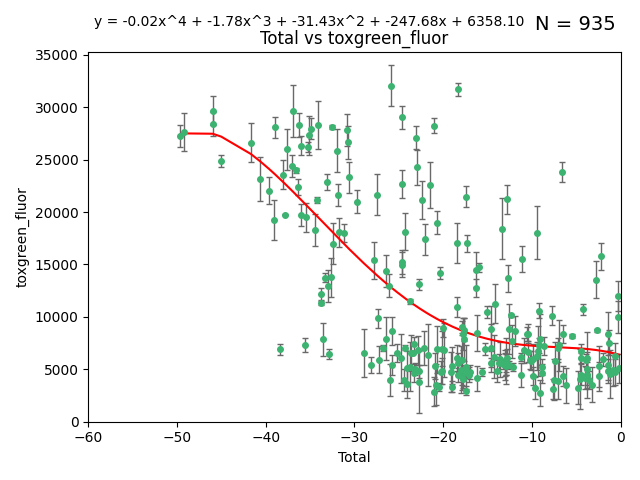 y = -0.02x^4 + -1.78x^3 + -31.43x^2 + -247.68x + 6358.10 N = 935
Total vs toxgreen_fluor
35000
30000
25000
20000
15000
10000
5000
0
toxgreen_fluor
−60 −50 −40 −30 −20 −10 0
Total